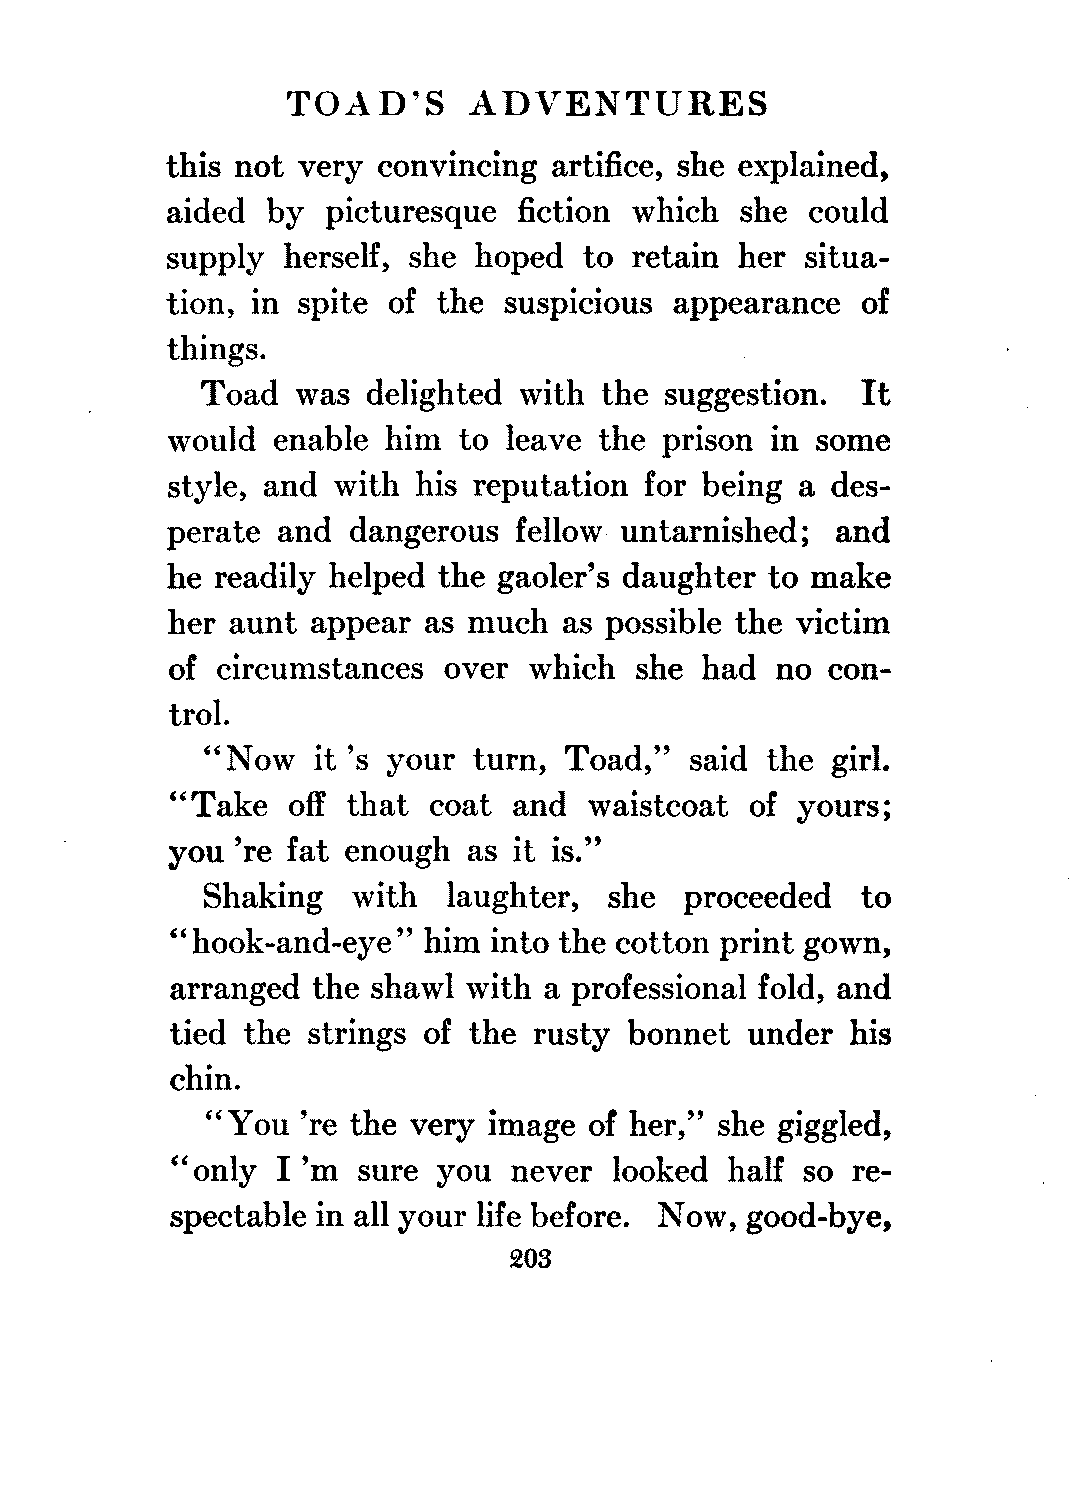 TOAD'S ADVENTURES
this not very convincing artifice, she explained,
aided by picturesque fiction which she could
supply herself, she hoped to retain her situa-
tion, in spite of the suspicious appearance of
things.
Toad was delighted with the suggestion. It
would enable him to leave the prison in some
style, and with his reputation for being a des-
perate and dangerous fellow untarnished; and
he readily helped the gaoler's daughter to make
her aunt appear as much as possible the victim
of circumstances over which she had no con-
trol.
“Now it 's your turn, Toad,” said the girl.
“Take off that coat and waistcoat of yours;
you 're fat enough as it is.”
Shaking with laughter, she proceeded to
“hook-and-eye” him into the cotton print gown,
arranged the shawl with a professional fold, and
tied the strings of the rusty bonnet under his
chin.
“You 're the very image of her,” she giggled,
“only I 'm sure you never looked half so re-
spectable in all your life before. Now, good-bye,
203